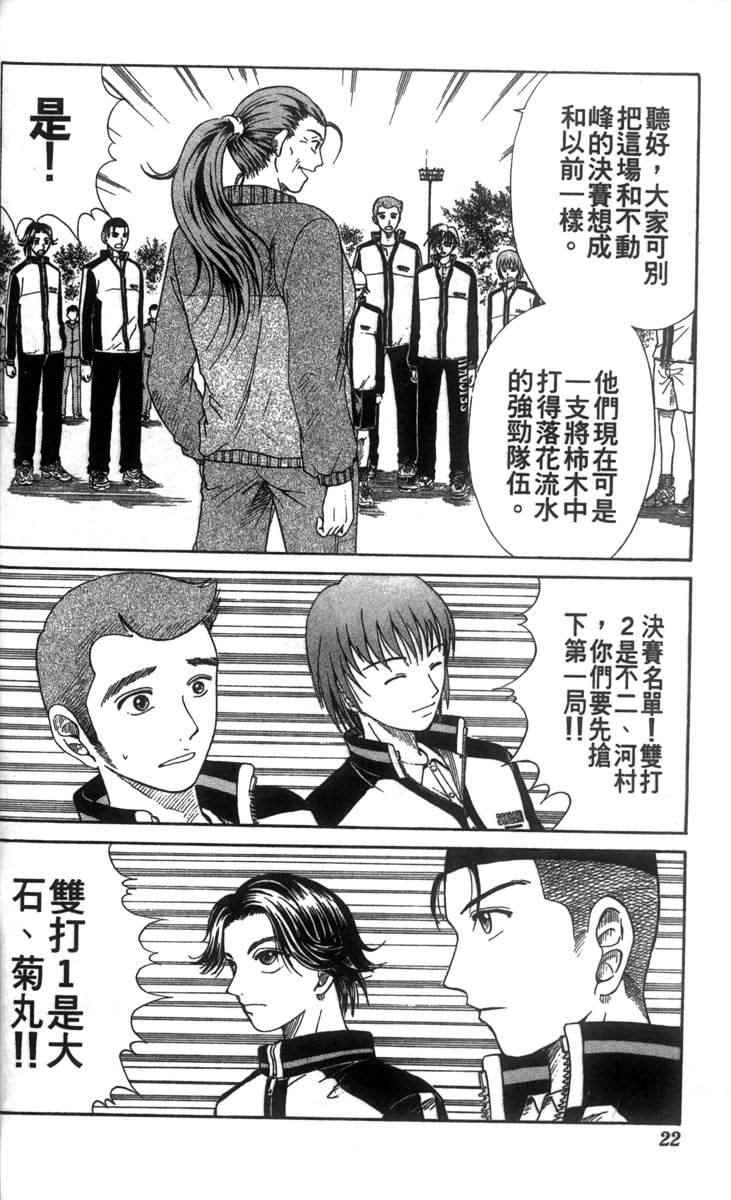 聽好，大家可別
把這場和不動
峰的決賽想成
和以前一樣。
他們現在可是
一支將柿木中
打得落花流水
的強勁隊伍。
是！
決賽名單！雙打
2是不二、河村
，你們要先搶
下第一局!!
雙打1是大
石、菊丸!!
22